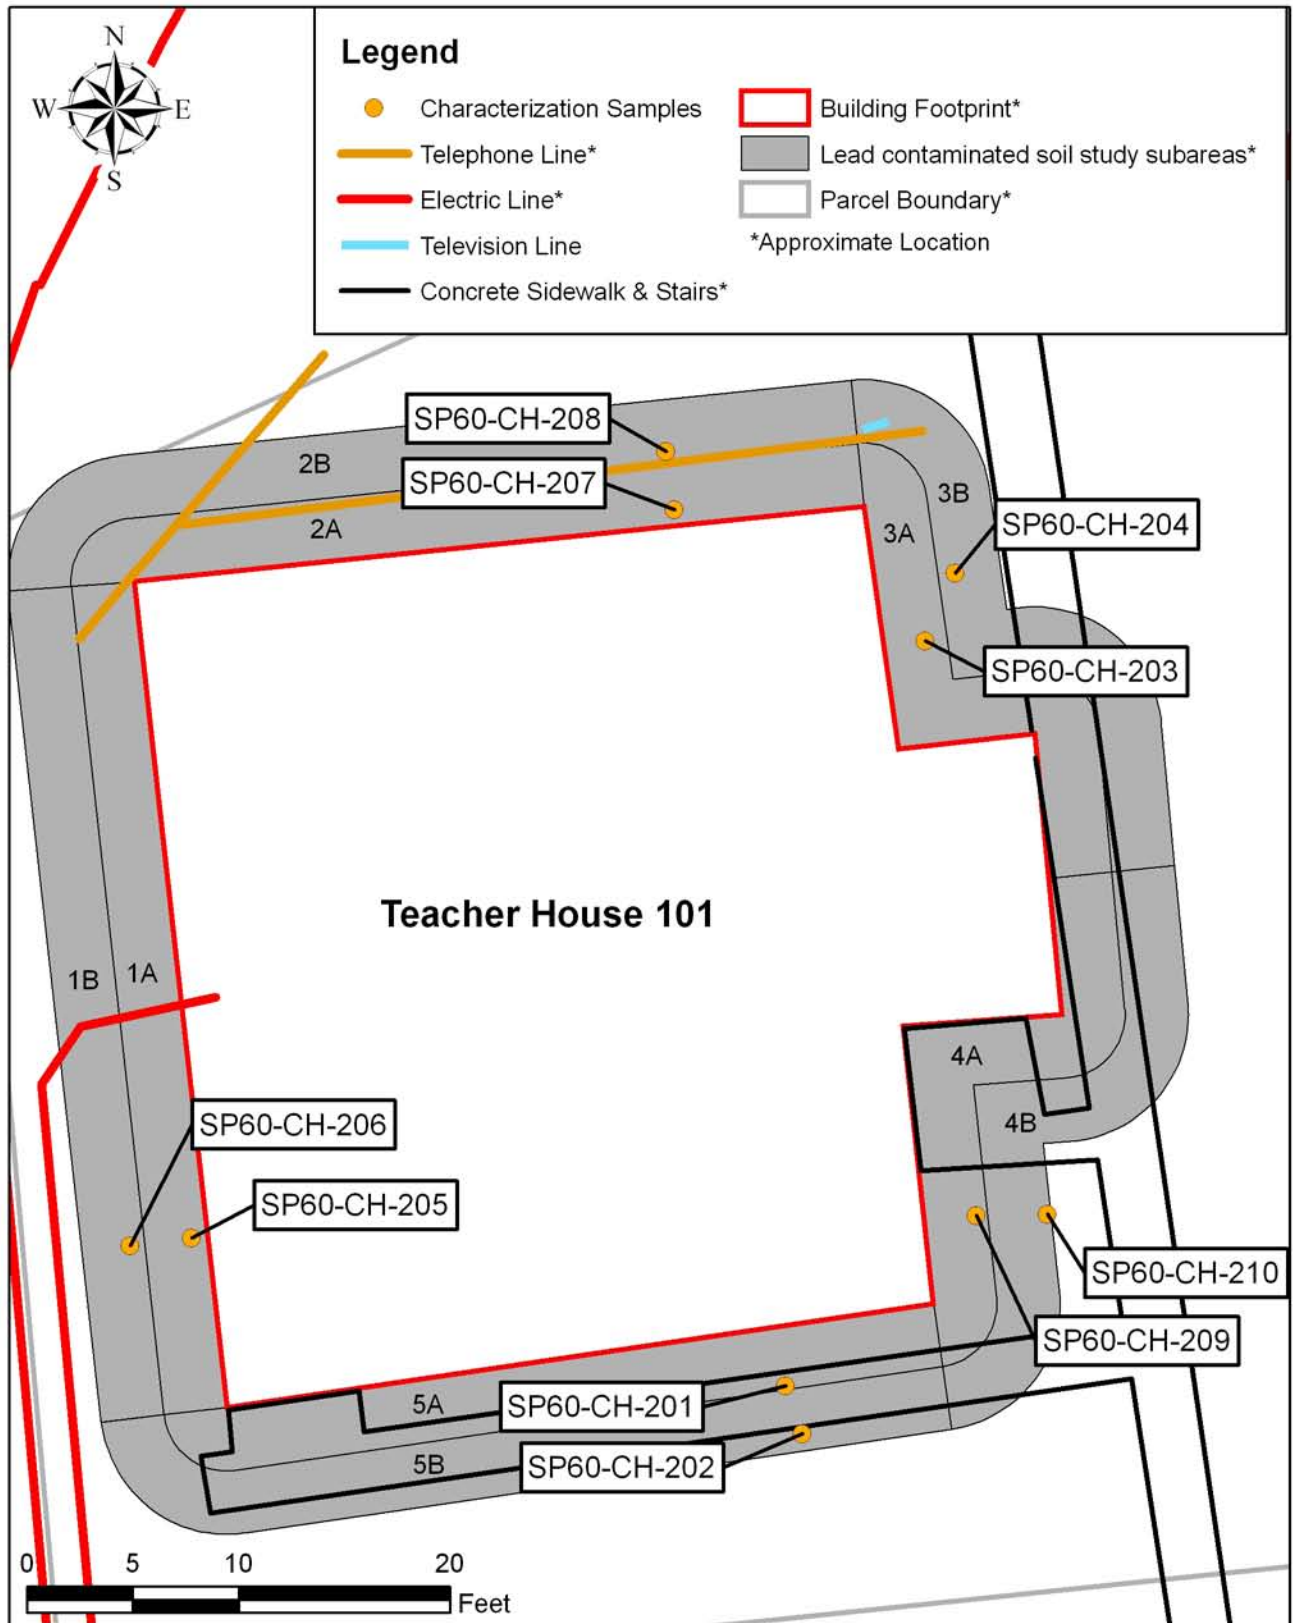 N
W
E
S
Legend
Characterization Samples
Telephone Line*
Electric Line*
Television Line
Concrete Sidewalk & Stairs*
Building Footprint*
Lead contaminated soil study subareas*
Parcel Boundary*
*Approximate Location
SP60-CH-208
2B
SP60-CH-207
2A
3B
SP60-CH-204
3A
SP60-CH-203
Teacher House 101
1B
1A
4A
SP60-CH-206
4B
SP60-CH-205
SP60-CH-210
SP60-CH-209
5A
SP60-CH-201
5B
SP60-CH-202
0 5 10 20
Feet